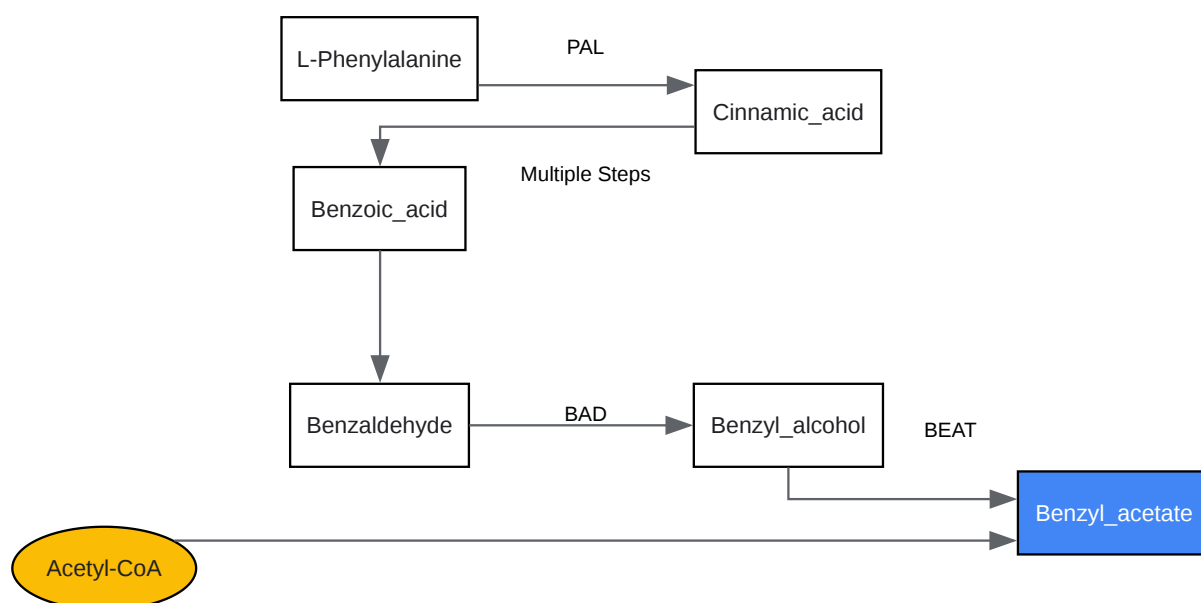 L-Phenylalanine
PAL
Cinnamic_acid
Multiple Steps
Benzoic_acid
Benzaldehyde
BAD
Benzyl_alcohol
BEAT
Benzyl_acetate
Acetyl-CoA